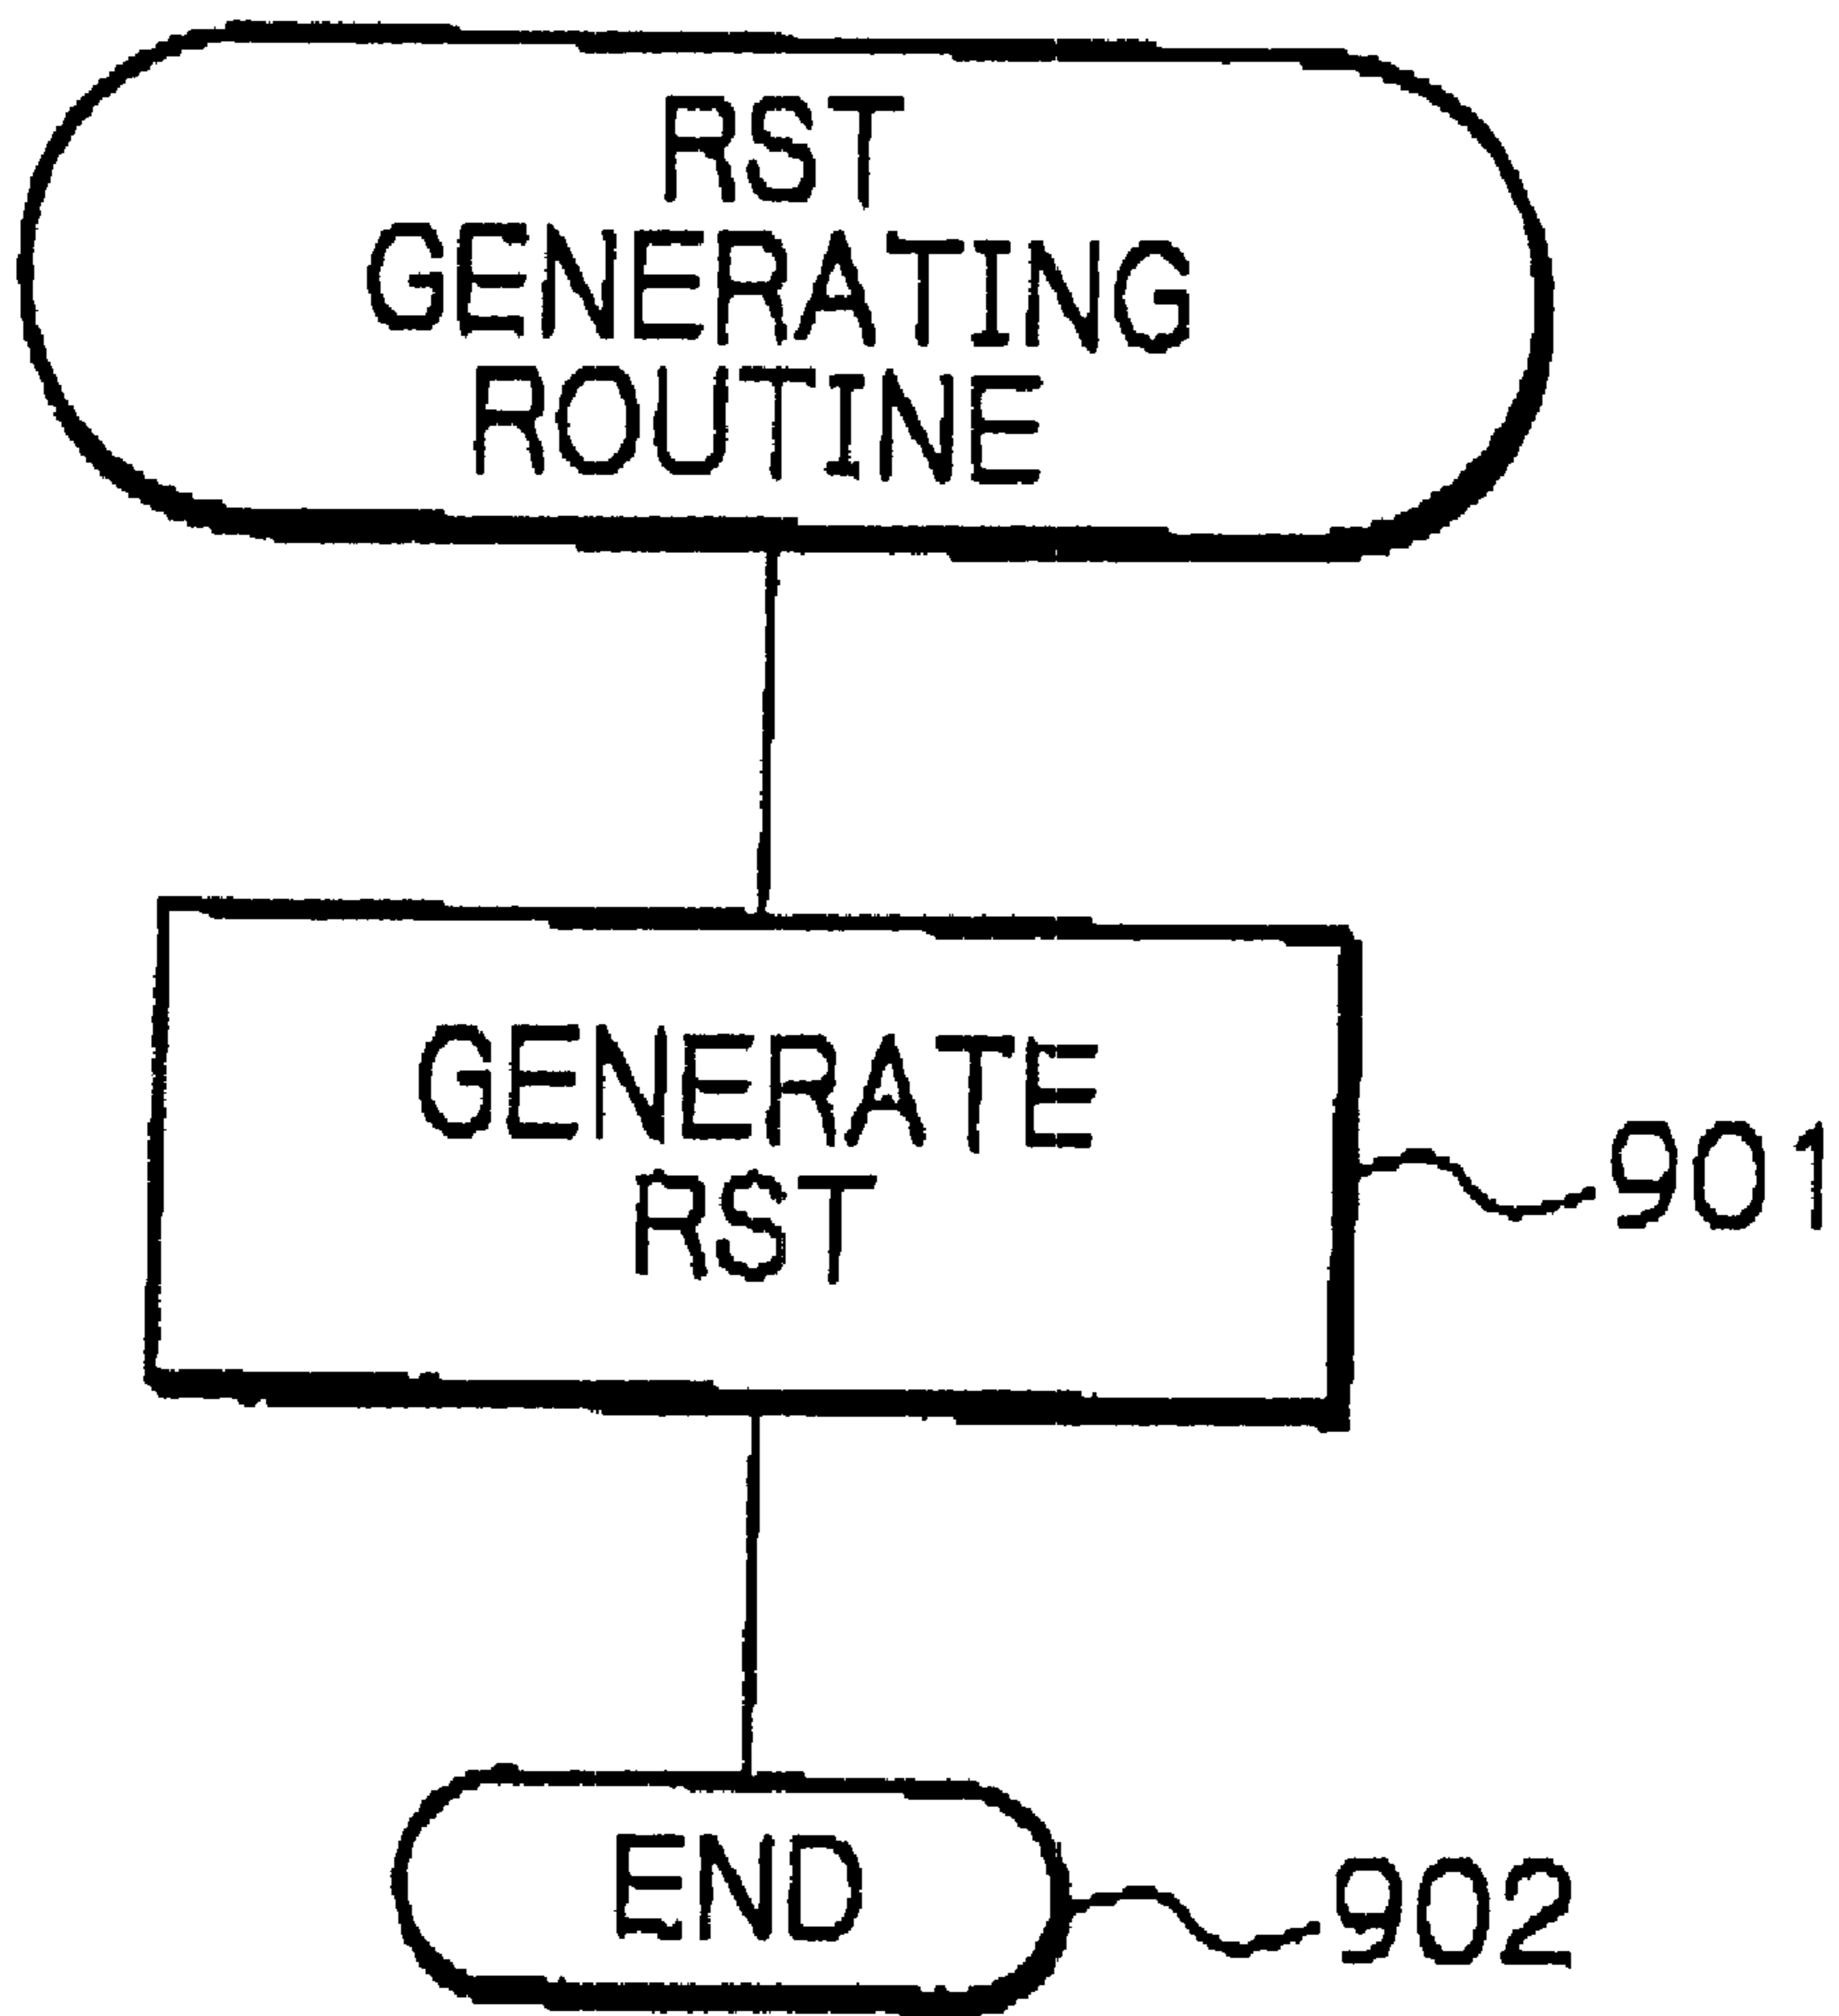 RST
GENERATING
ROUTINE
GENERATE
RST
901
END
902